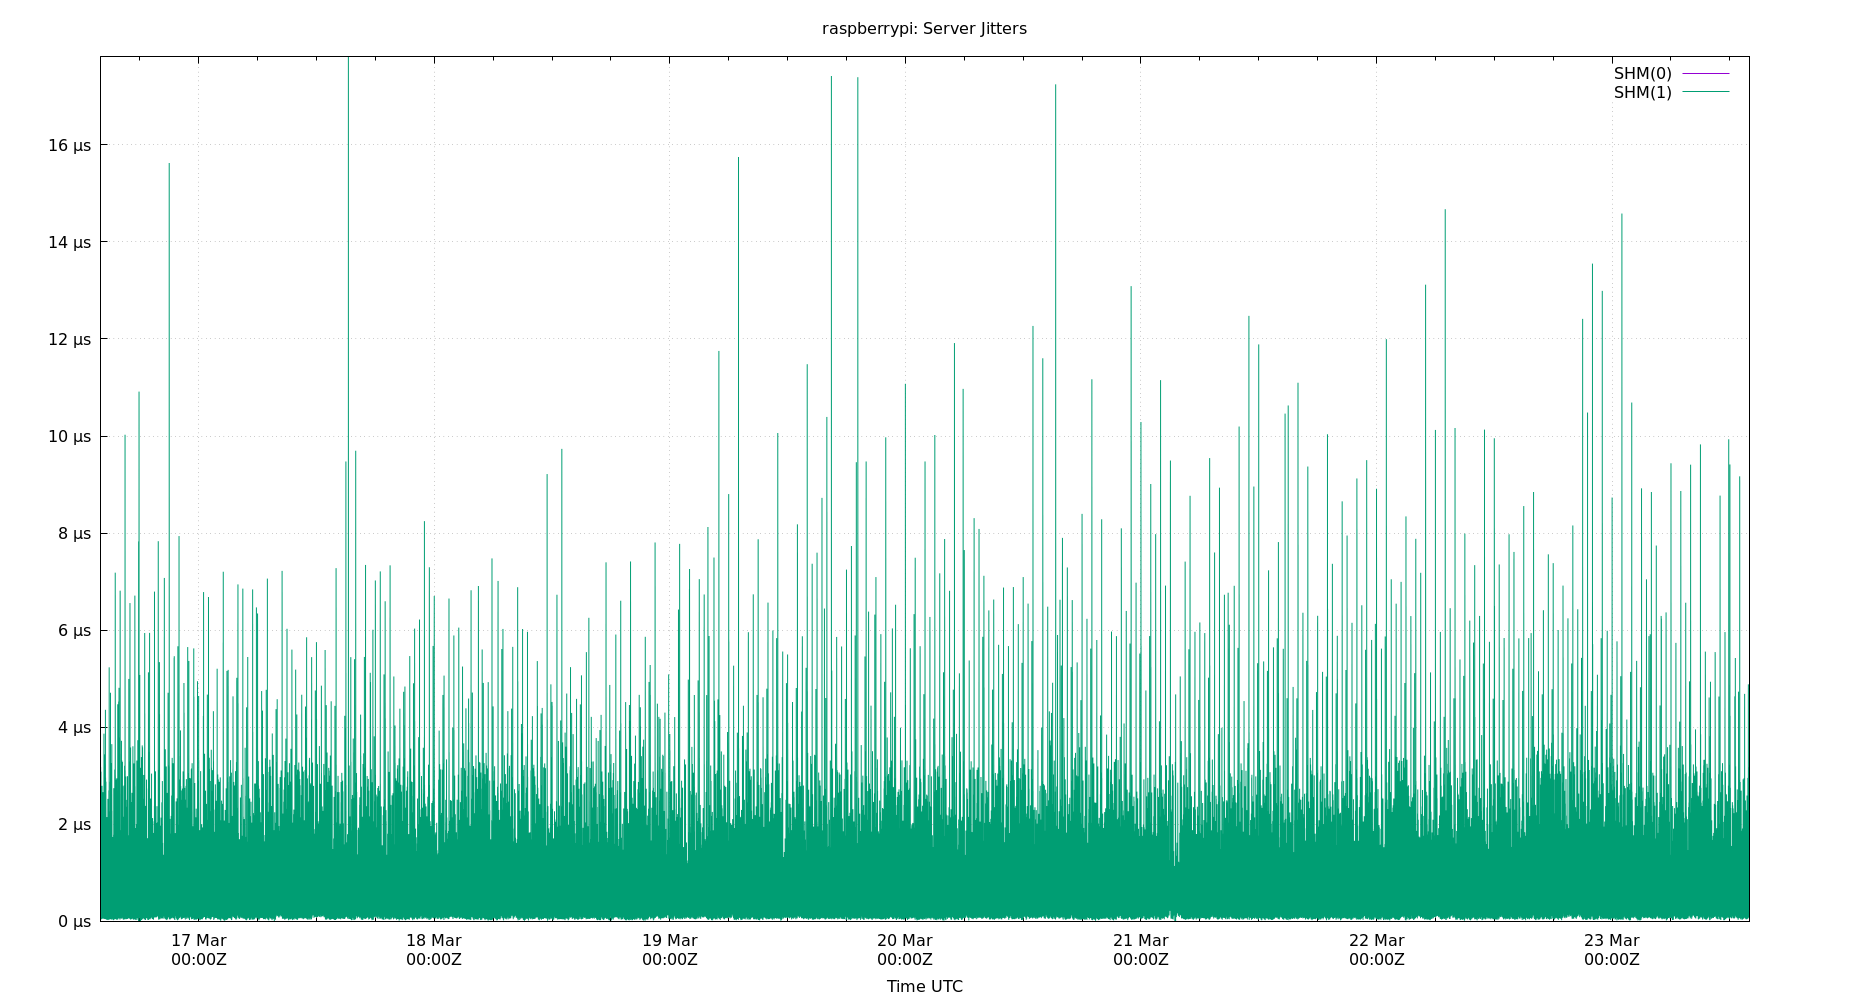 raspberrypi: Server Jitters
SHM(0)
SHM(1)
16 µs
14 µs
12 µs
10 µs
8 µs
6 µs
4 µs
2 µs
0 µs
17 Mar 18 Mar 19 Mar 20 Mar 21 Mar 22 Mar 23 Mar
00:00Z 00:00Z 00:00Z 00:00Z 00:00Z 00:00Z 00:00Z
Time UTC